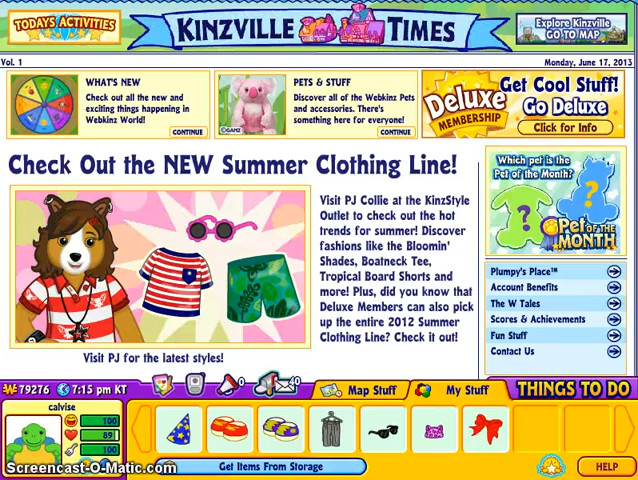 TODAYS ACTIVITIES
KINZVILLE TIMES
Explore Kinzville
GO TO MAP
Vol. 1
Monday, June 17, 2013
WHAT'S NEW
Check out all the new and
exciting things happening in
Webkinz World!
CONTINUE
©GANZ
PETS & STUFF
Discover all of the Webkinz Pets
and accessories. There's
something here for everyone!
CONTINUE
Deluxe
MEMBERSHIP
Get Cool Stuff!
Go Deluxe
Click for Info
Check Out the NEW Summer Clothing Line!
Visit PJ Collie at the KinzStyle
Outlet to check out the hot
trends for summer! Discover
fashions like the Bloomin'
Shades, Boatneck Tee,
Tropical Board Shorts and
more! Plus, did you know that
Deluxe Members can also pick
up the entire 2012 Summer
Clothing Line? Check it out!
Visit PJ for the latest styles!
Which pet is the
Pet of the Month?
?
?
Pet OF THE
MONTH
Plumpy's Place™
Account Benefits
The W Tales
Scores & Achievements
Fun Stuff
Contact Us
W 79276
7:15 pm KT
0
0
Map Stuff
My Stuff
THINGS TO DO
calvise
100
89
100
Get Items From Storage
HELP
Screencast-O-Matic.com